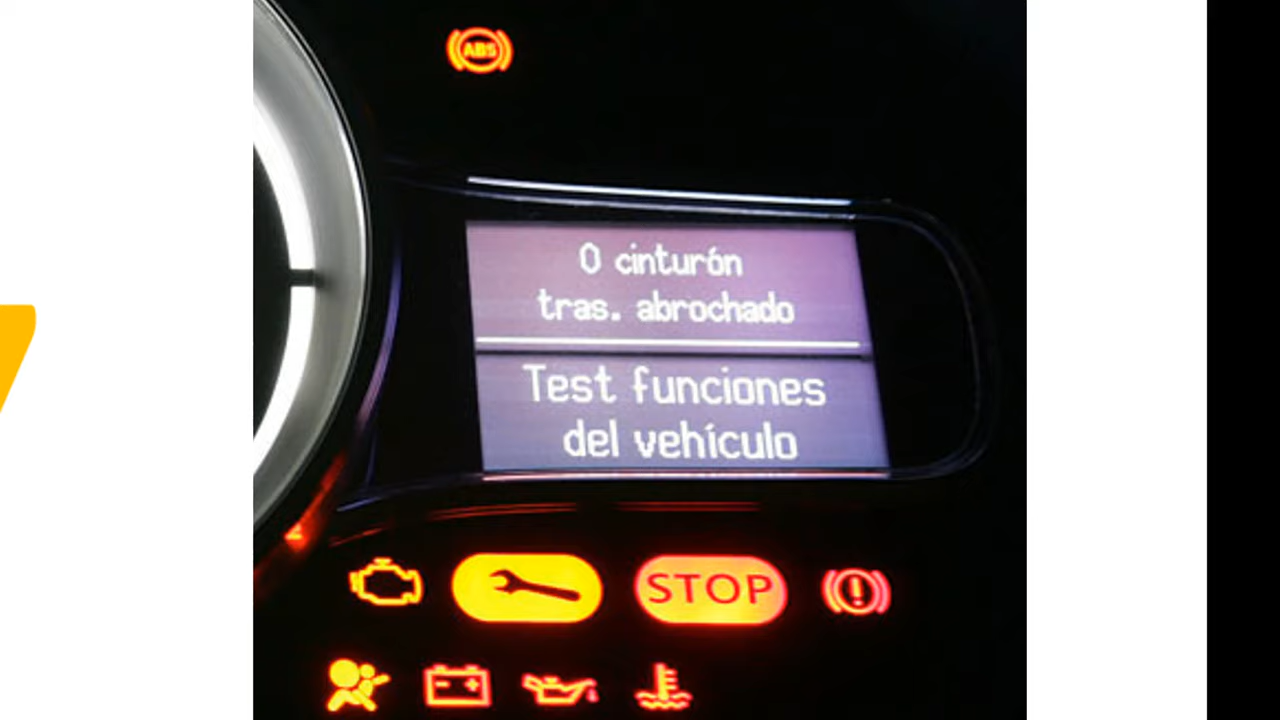 ABS
0 cinturón
tras. abrochado
Test funciones
del vehículo
STOP